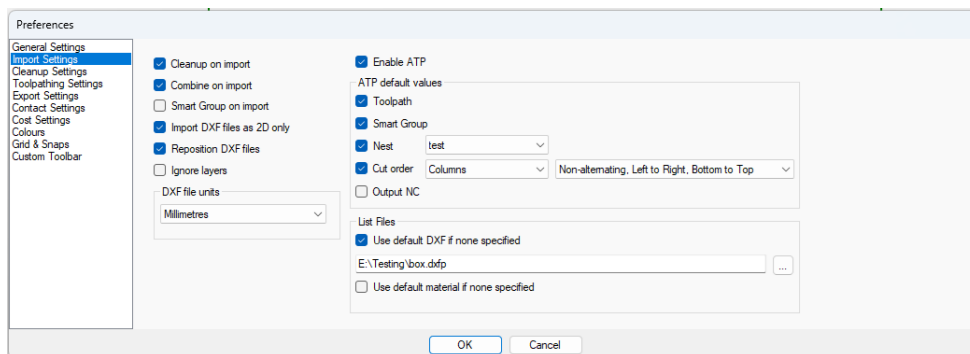 Preferences
General Settings
Import Settings
Cleanup Settings
Toolpathing Settings
Export Settings
Contact Settings
Cost Settings
Colours
Grid & Snaps
Custom Toolbar
Cleanup on import
Combine on import
Smart Group on import
Import DXF files as 2D only
Reposition DXF files
Ignore layers
DXF file units
Millimetres
Enable ATP
ATP default values
Toolpath
Smart Group
Nest test
Cut order Columns Non-alternating, Left to Right, Bottom to Top
Output NC
List Files
Use default DXF if none specified
E:\Testing\box.dxfp ...
Use default material if none specified
OK Cancel